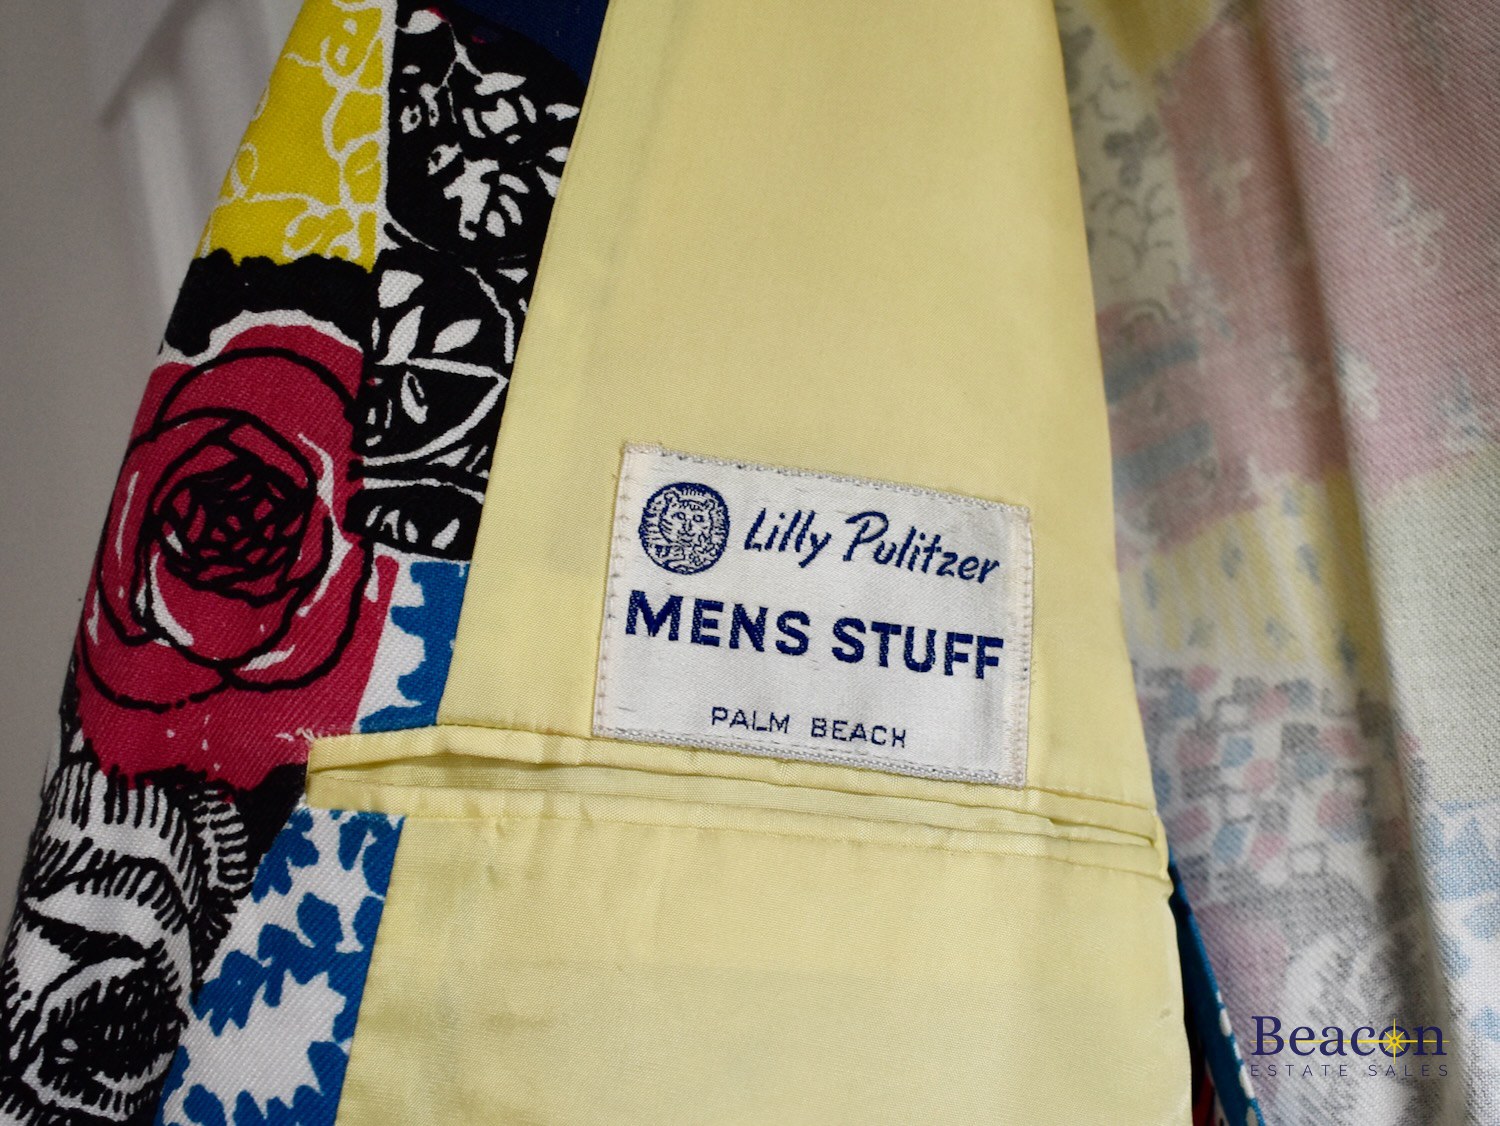 Lilly Pulitzer
MENS STUFF
PALM BEACH
Beacon
ESTATE SALES